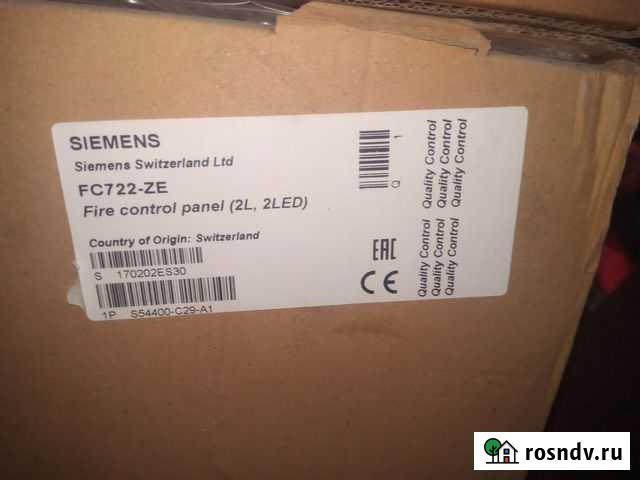 SIEMENS
Siemens Switzerland Ltd
FC722-ZE
Fire control panel (2L, 2LED)
Country of Origin: Switzerland
S 170202ES30
1P S54400-C29-A1
Q 1
EAC
CE
Quality Control Quality Control
Quality Control Quality Control
Quality Control Quality Control
rosndv.ru